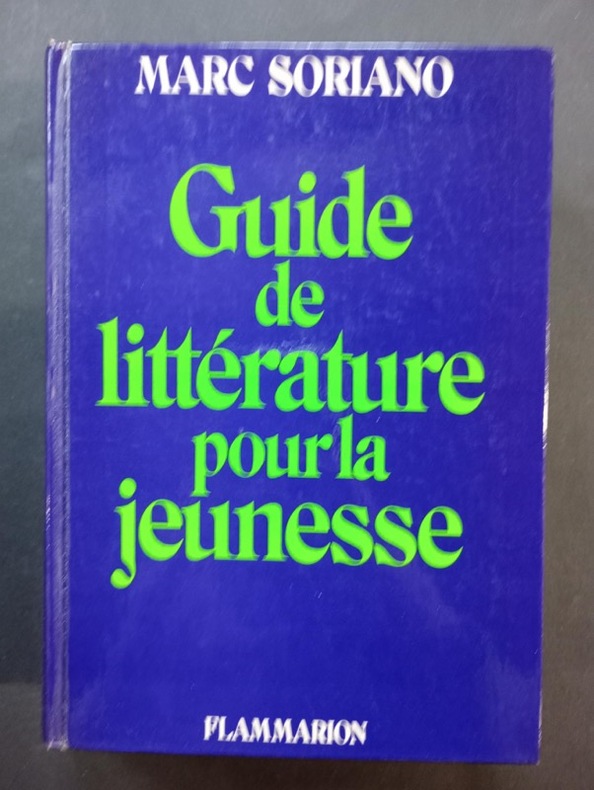 MARC SORIANO
Guide
de
littérature
pour la
jeunesse
FLAMMARION